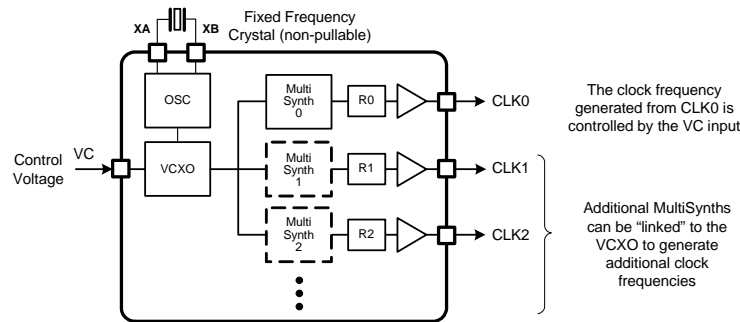 XA
XB
Fixed Frequency
Crystal (non-pullable)
OSC
Multi
Synth
0
R0
CLK0
The clock frequency
generated from CLK0 is
controlled by the VC input
Control
Voltage
VC
VCXO
Multi
Synth
1
R1
CLK1
Multi
Synth
2
R2
CLK2
Additional MultiSynths
can be “linked” to the
VCXO to generate
additional clock
frequencies